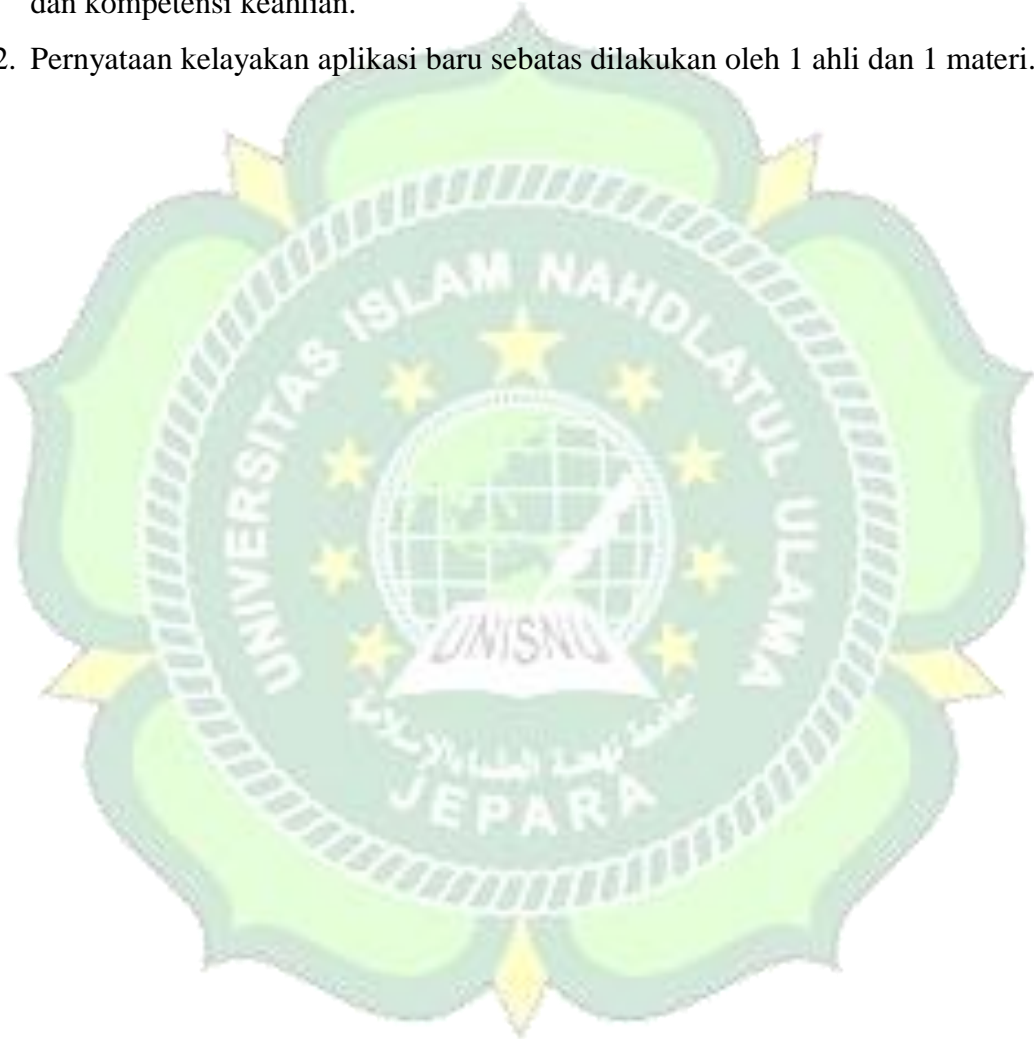 dan kompetensi keahlian.
2. Pernyataan kelayakan aplikasi baru sebatas dilakukan oleh 1 ahli dan 1 materi.
UNIVERSITAS ISLAM NAHDLATUL ULAMA
UNISNU
JEPARA